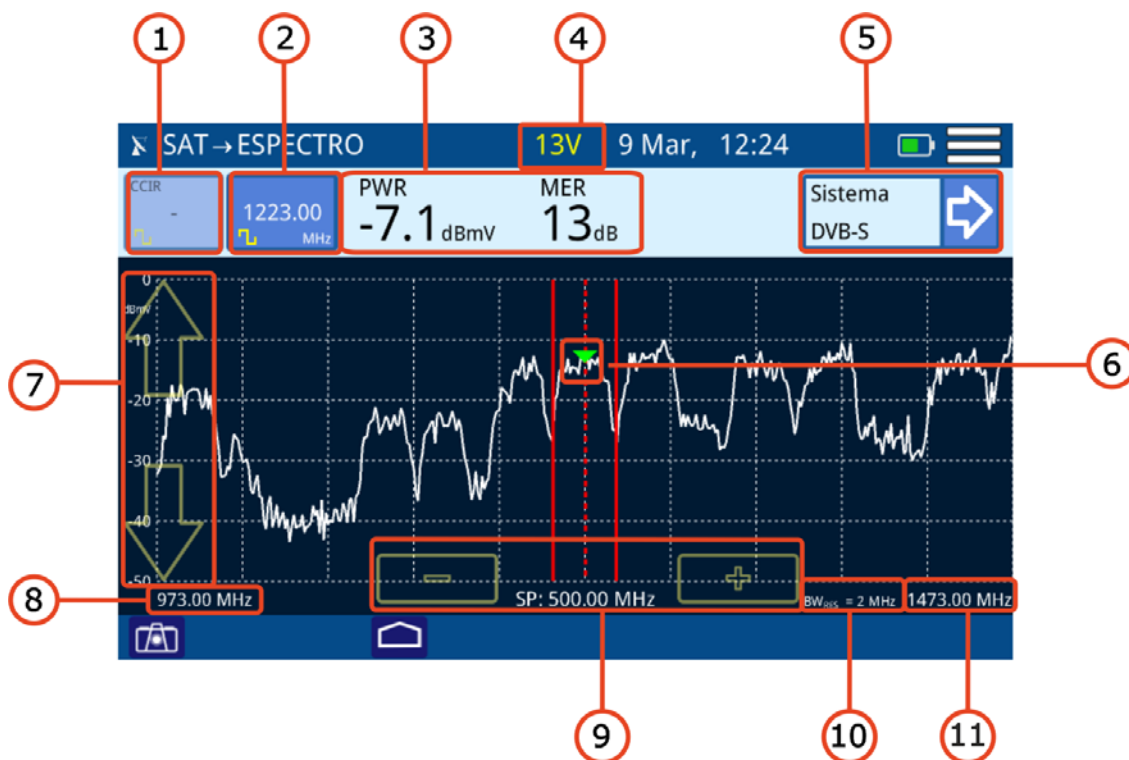 1
2
3
4
5
SAT→ESPECTRO 13V 9 Mar, 12:24
CCIR
-
1223.00
MHz
PWR
-7.1 dBmV
MER
13 dB
Sistema
DVB-S
0
dBmV
-10
-20
-30
-40
-50
6
7
8
973.00 MHz
SP: 500.00 MHz
BWRES = 2 MHz
1473.00 MHz
9
10
11